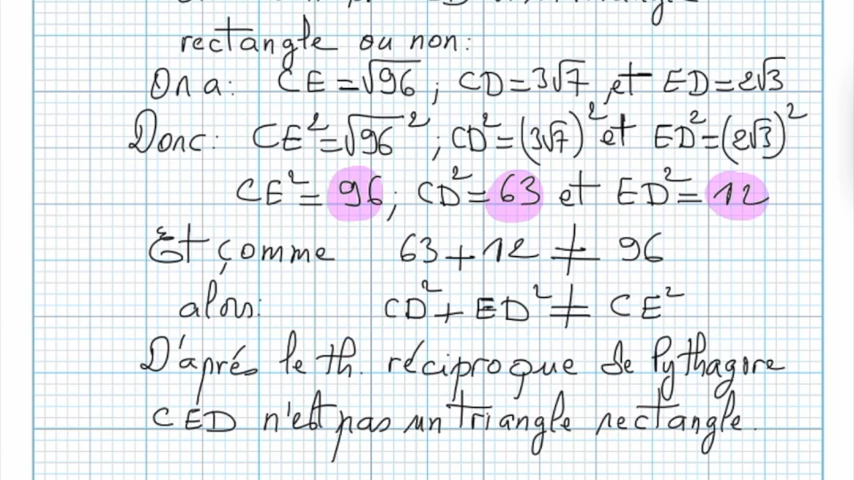 rectangle ou non:
On a: CE=√96; CD=3√7 et ED=2√3
Donc: CE²=√96²; CD²=(3√7)² et ED²=(2√3)²
CE²=96; CD²=63 et ED²=12
Et çomme 63+12≠96
alors: CD²+ED²≠CE²
D'aprés le th. réciproque de Pythagore
CED n'est pas un triangle rectangle.